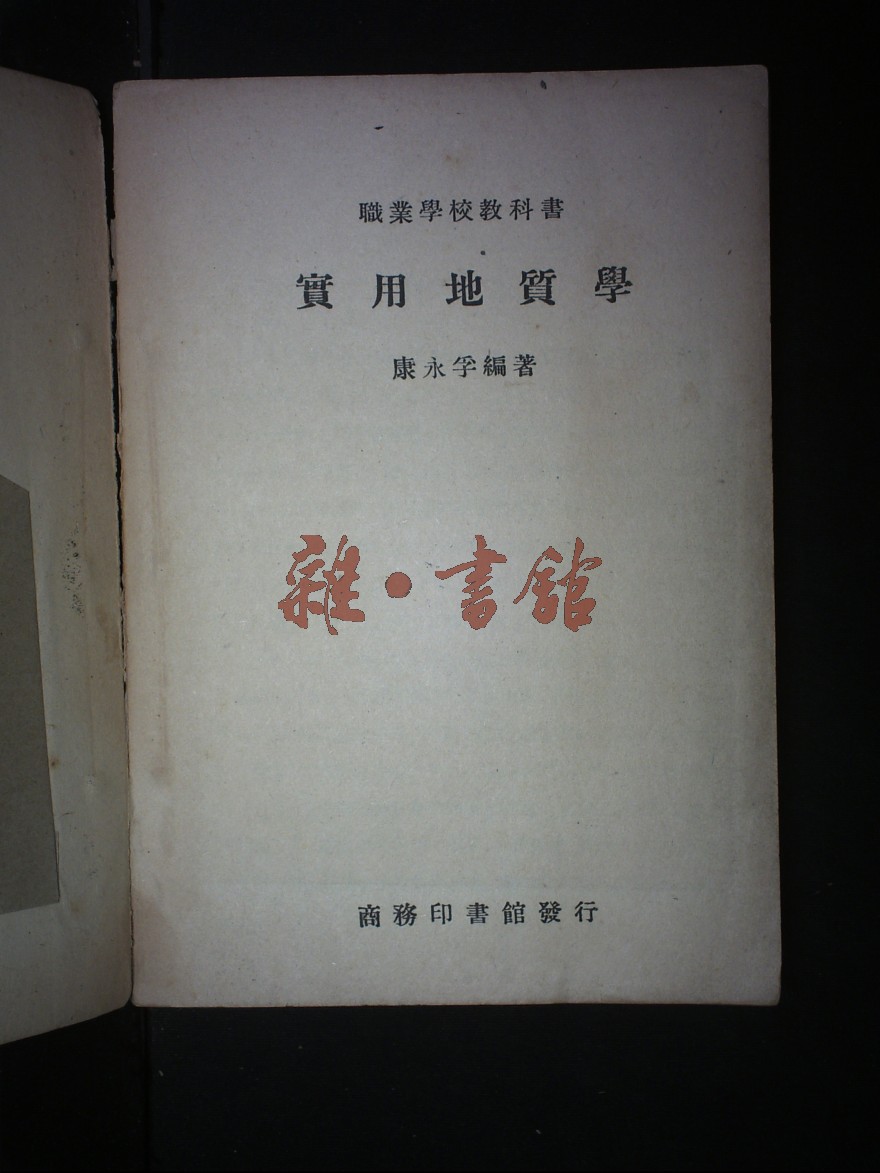 職業學校教科書
實用地質學
康永孚編著
雜·書館
商務印書館發行